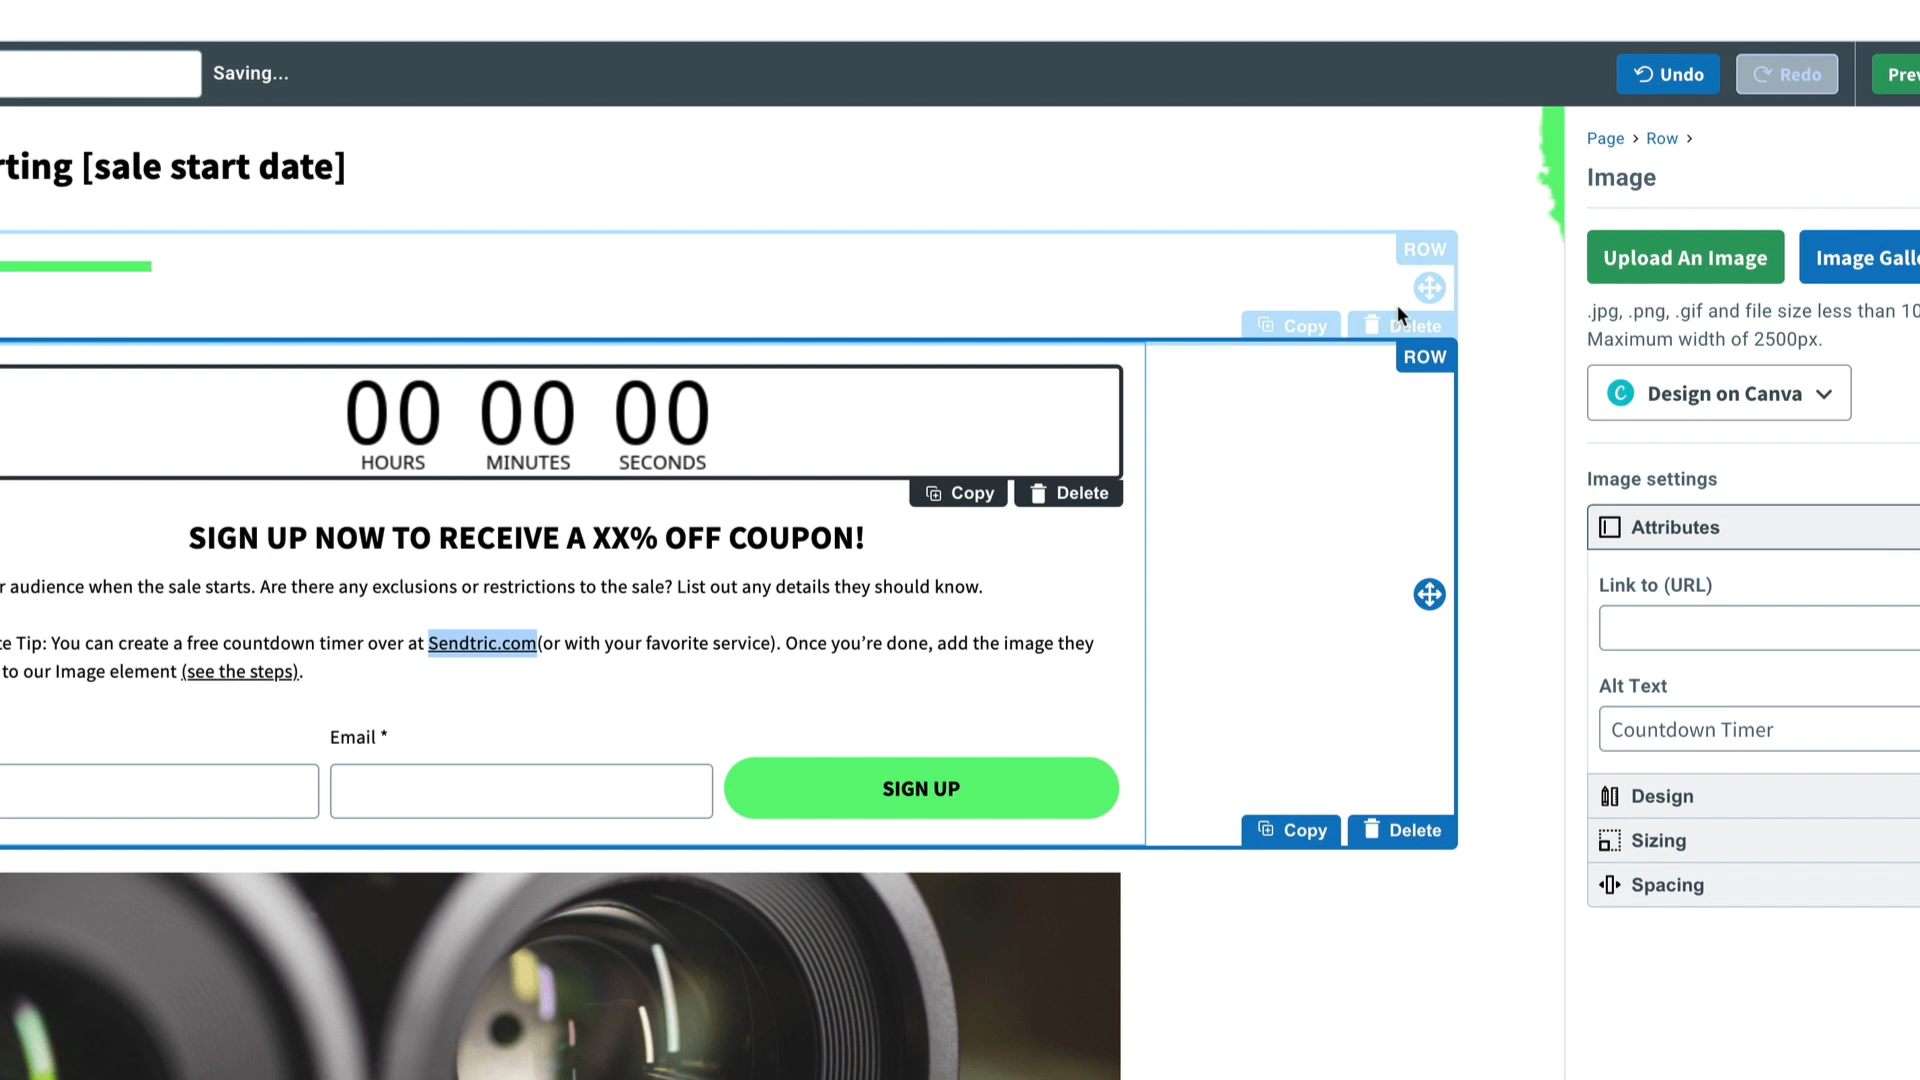 Saving...
Undo
Redo
rting [sale start date]
Page > Row >
Image
ROW
Upload An Image
Image
Copy
Delete
.jpg, .png, .gif and file size less than
Maximum width of 2500px.
ROW
Design on Canva
00 00 00
HOURS MINUTES SECONDS
Image settings
Copy
Delete
Attributes
SIGN UP NOW TO RECEIVE A XX% OFF COUPON!
r audience when the sale starts. Are there any exclusions or restrictions to the sale? List out any details they should know.
Link to (URL)
te Tip: You can create a free countdown timer over at Sendtric.com(or with your favorite service). Once you're done, add the image they
to our Image element (see the steps).
Alt Text
Countdown Timer
Email *
SIGN UP
Design
Copy
Delete
Sizing
Spacing